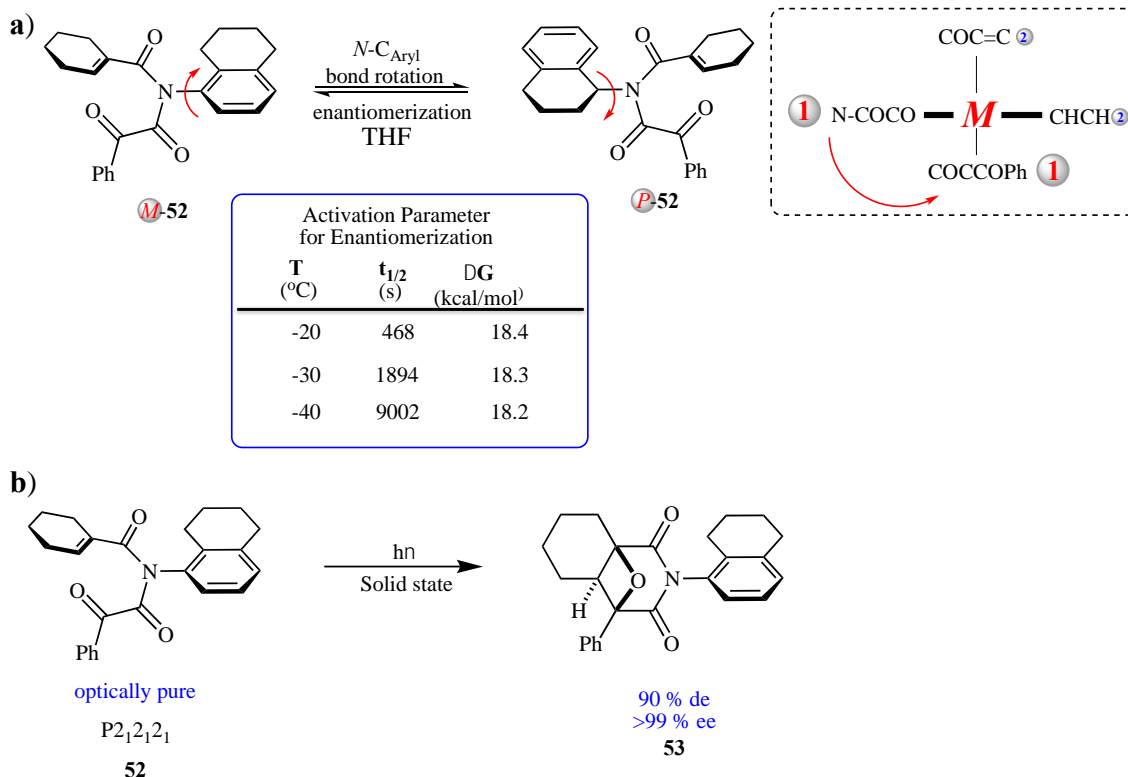 a)
O
N
O
O
Ph
M-52
N-CAryl
bond rotation
enantiomerization
THF
O
N
O
O
Ph
P-52
COC=C 2
1 N-COCO M CHCH 2
COCCOPh 1
Activation Parameter
for Enantiomerization
T t1/2 DG
(oC) (s) (kcal/mol)
-20 468 18.4
-30 1894 18.3
-40 9002 18.2
b)
O
N
O
O
Ph
optically pure
P212121
52
hn
Solid state
O
O N
H
Ph O
90 % de
>99 % ee
53